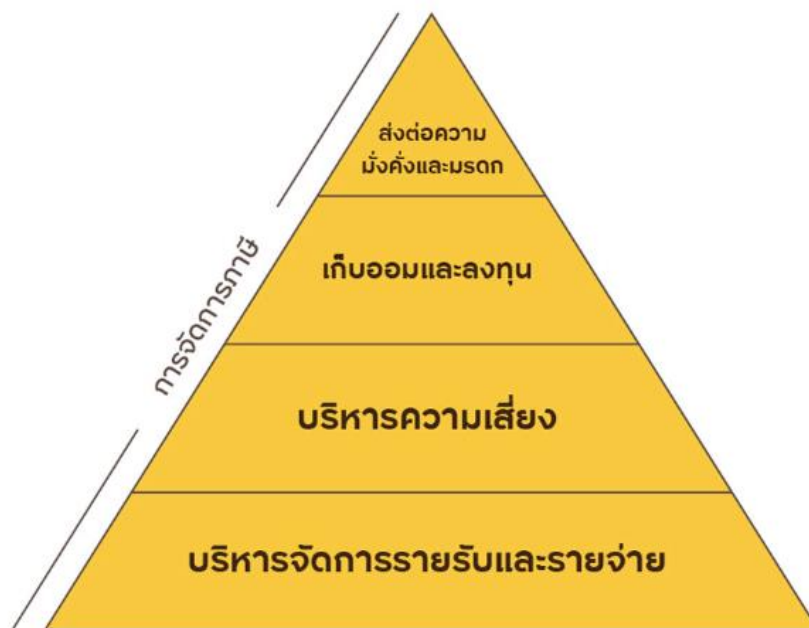 ส่งต่อความ
มั่งคั่งและมรดก
เก็บออมและลงทุน
การจัดการภาษี
บริหารความเสี่ยง
บริหารจัดการรายรับและรายจ่าย